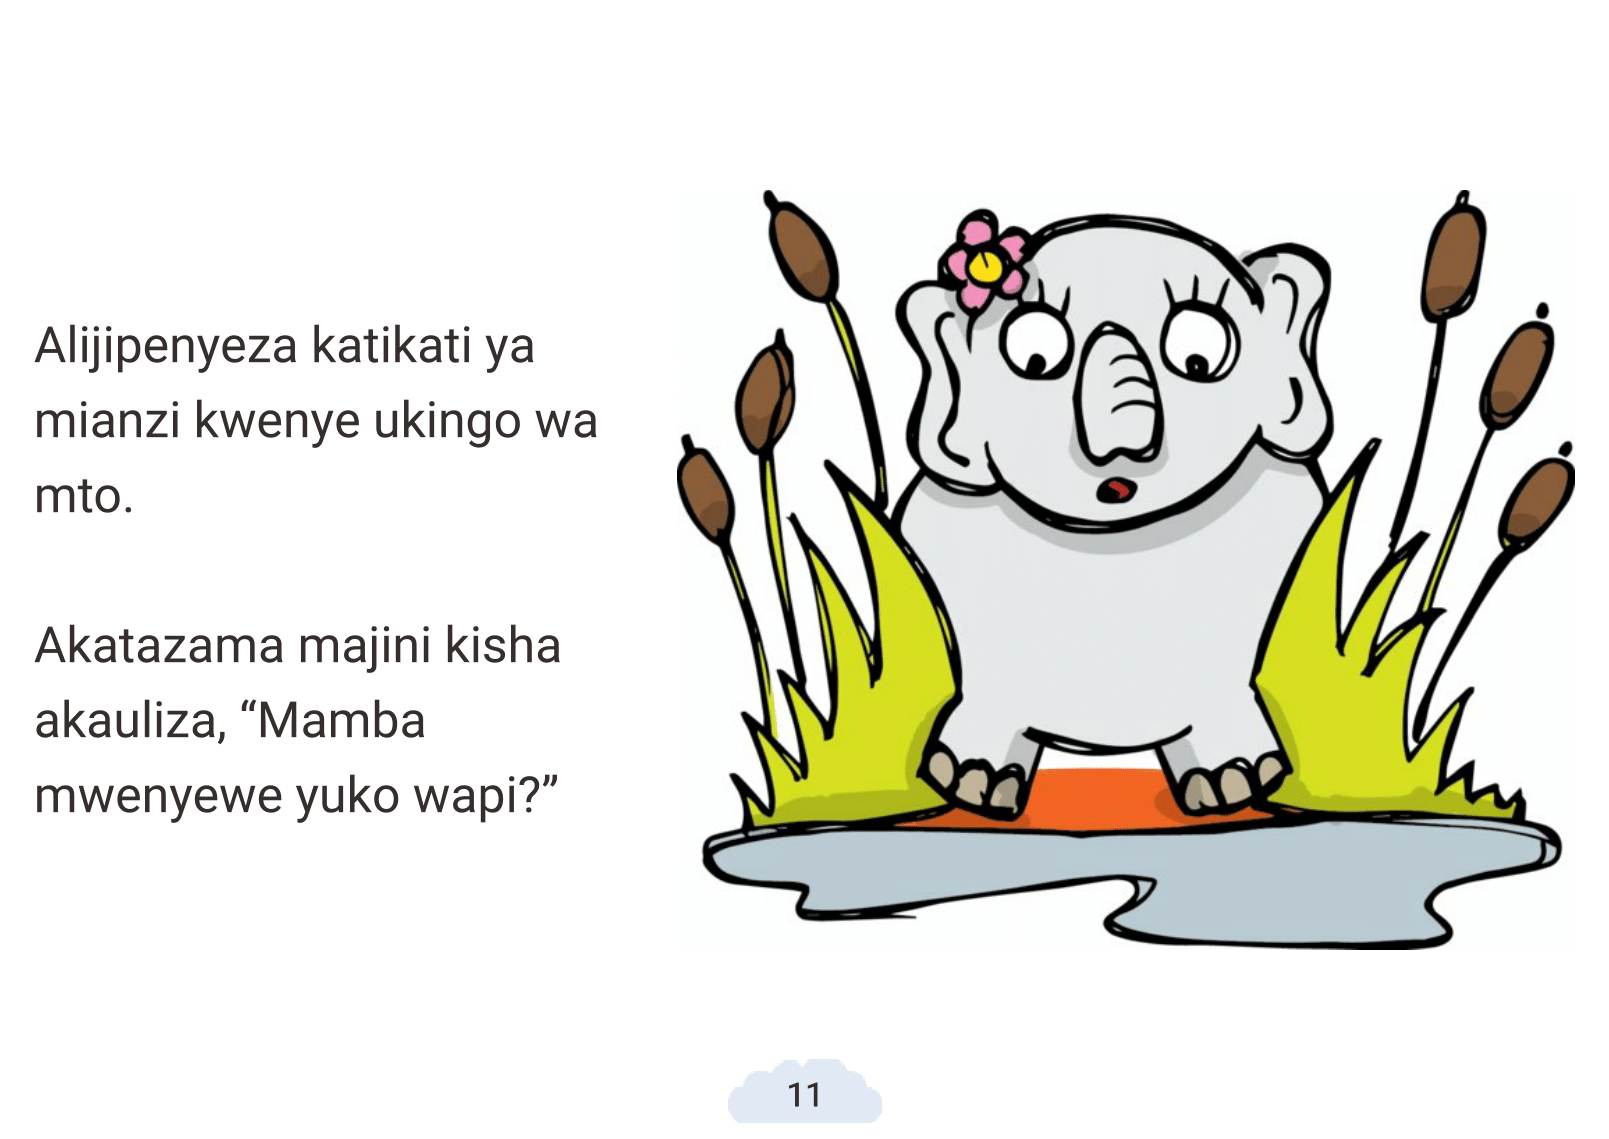 Alijipenyeza katikati ya
mianzi kwenye ukingo wa
mto.
Akatazama majini kisha
akauliza, “Mamba
mwenyewe yuko wapi?”
11